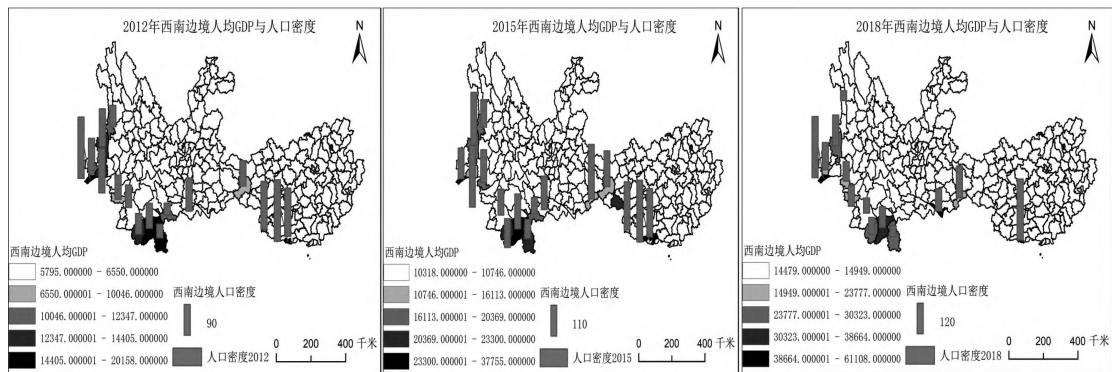 2012年西南边境人均GDP与人口密度
N
西南边境人均GDP
5795.000000 - 6550.000000
6550.000001 - 10046.000000
10046.000001 - 12347.000000
12347.000001 - 14405.000000
14405.000001 - 20158.000000
西南边境人口密度
90
人口密度2012
0 200 400 千米
2015年西南边境人均GDP与人口密度
N
西南边境人均GDP
10318.000000 - 10746.000000
10746.000001 - 16113.000000
16113.000001 - 20369.000000
20369.000001 - 23300.000000
23300.000001 - 37755.000000
西南边境人口密度
110
人口密度2015
0 200 400 千米
2018年西南边境人均GDP与人口密度
N
西南边境人均GDP
14479.000000 - 14949.000000
14949.000001 - 23777.000000
23777.000001 - 30323.000000
30323.000001 - 38664.000000
38664.000001 - 61108.000000
西南边境人口密度
120
人口密度2018
0 200 400 千米